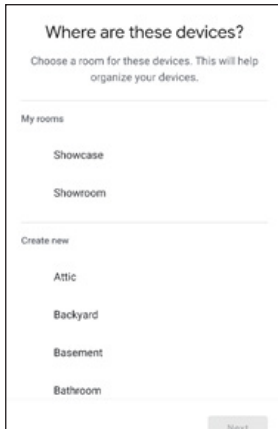 Where are these devices?
Choose a room for these devices. This will help
organize your devices.
My rooms
Showcase
Showroom
Create new
Attic
Backyard
Basement
Bathroom
Next